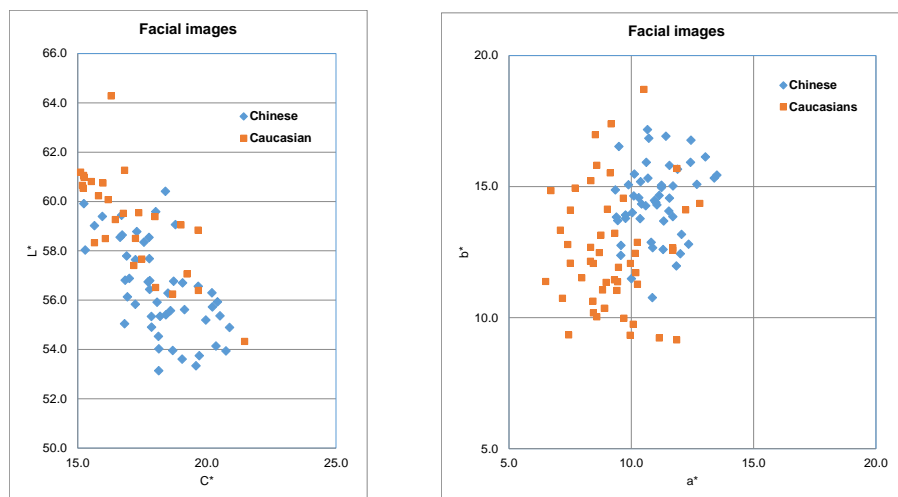 Facial images
66.0
64.0
62.0
60.0
58.0
56.0
54.0
52.0
50.0
L*
15.0 20.0 25.0
C*
Chinese
Caucasian
Facial images
20.0
15.0
10.0
5.0
b*
5.0 10.0 15.0 20.0
a*
Chinese
Caucasians